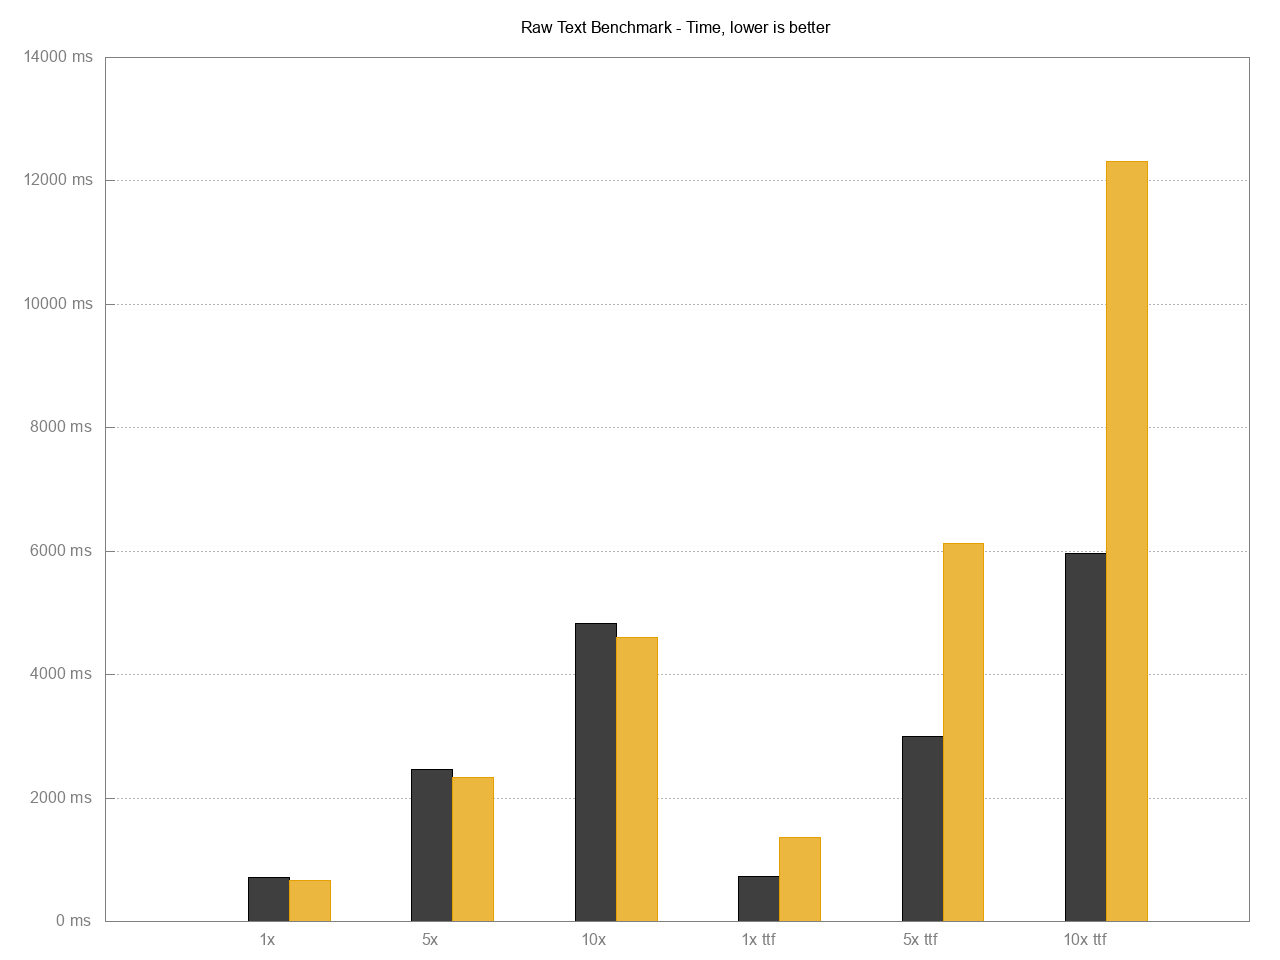 Raw Text Benchmark - Time, lower is better
14000 ms
12000 ms
10000 ms
8000 ms
6000 ms
4000 ms
2000 ms
0 ms
1x 5x 10x 1x ttf 5x ttf 10x ttf